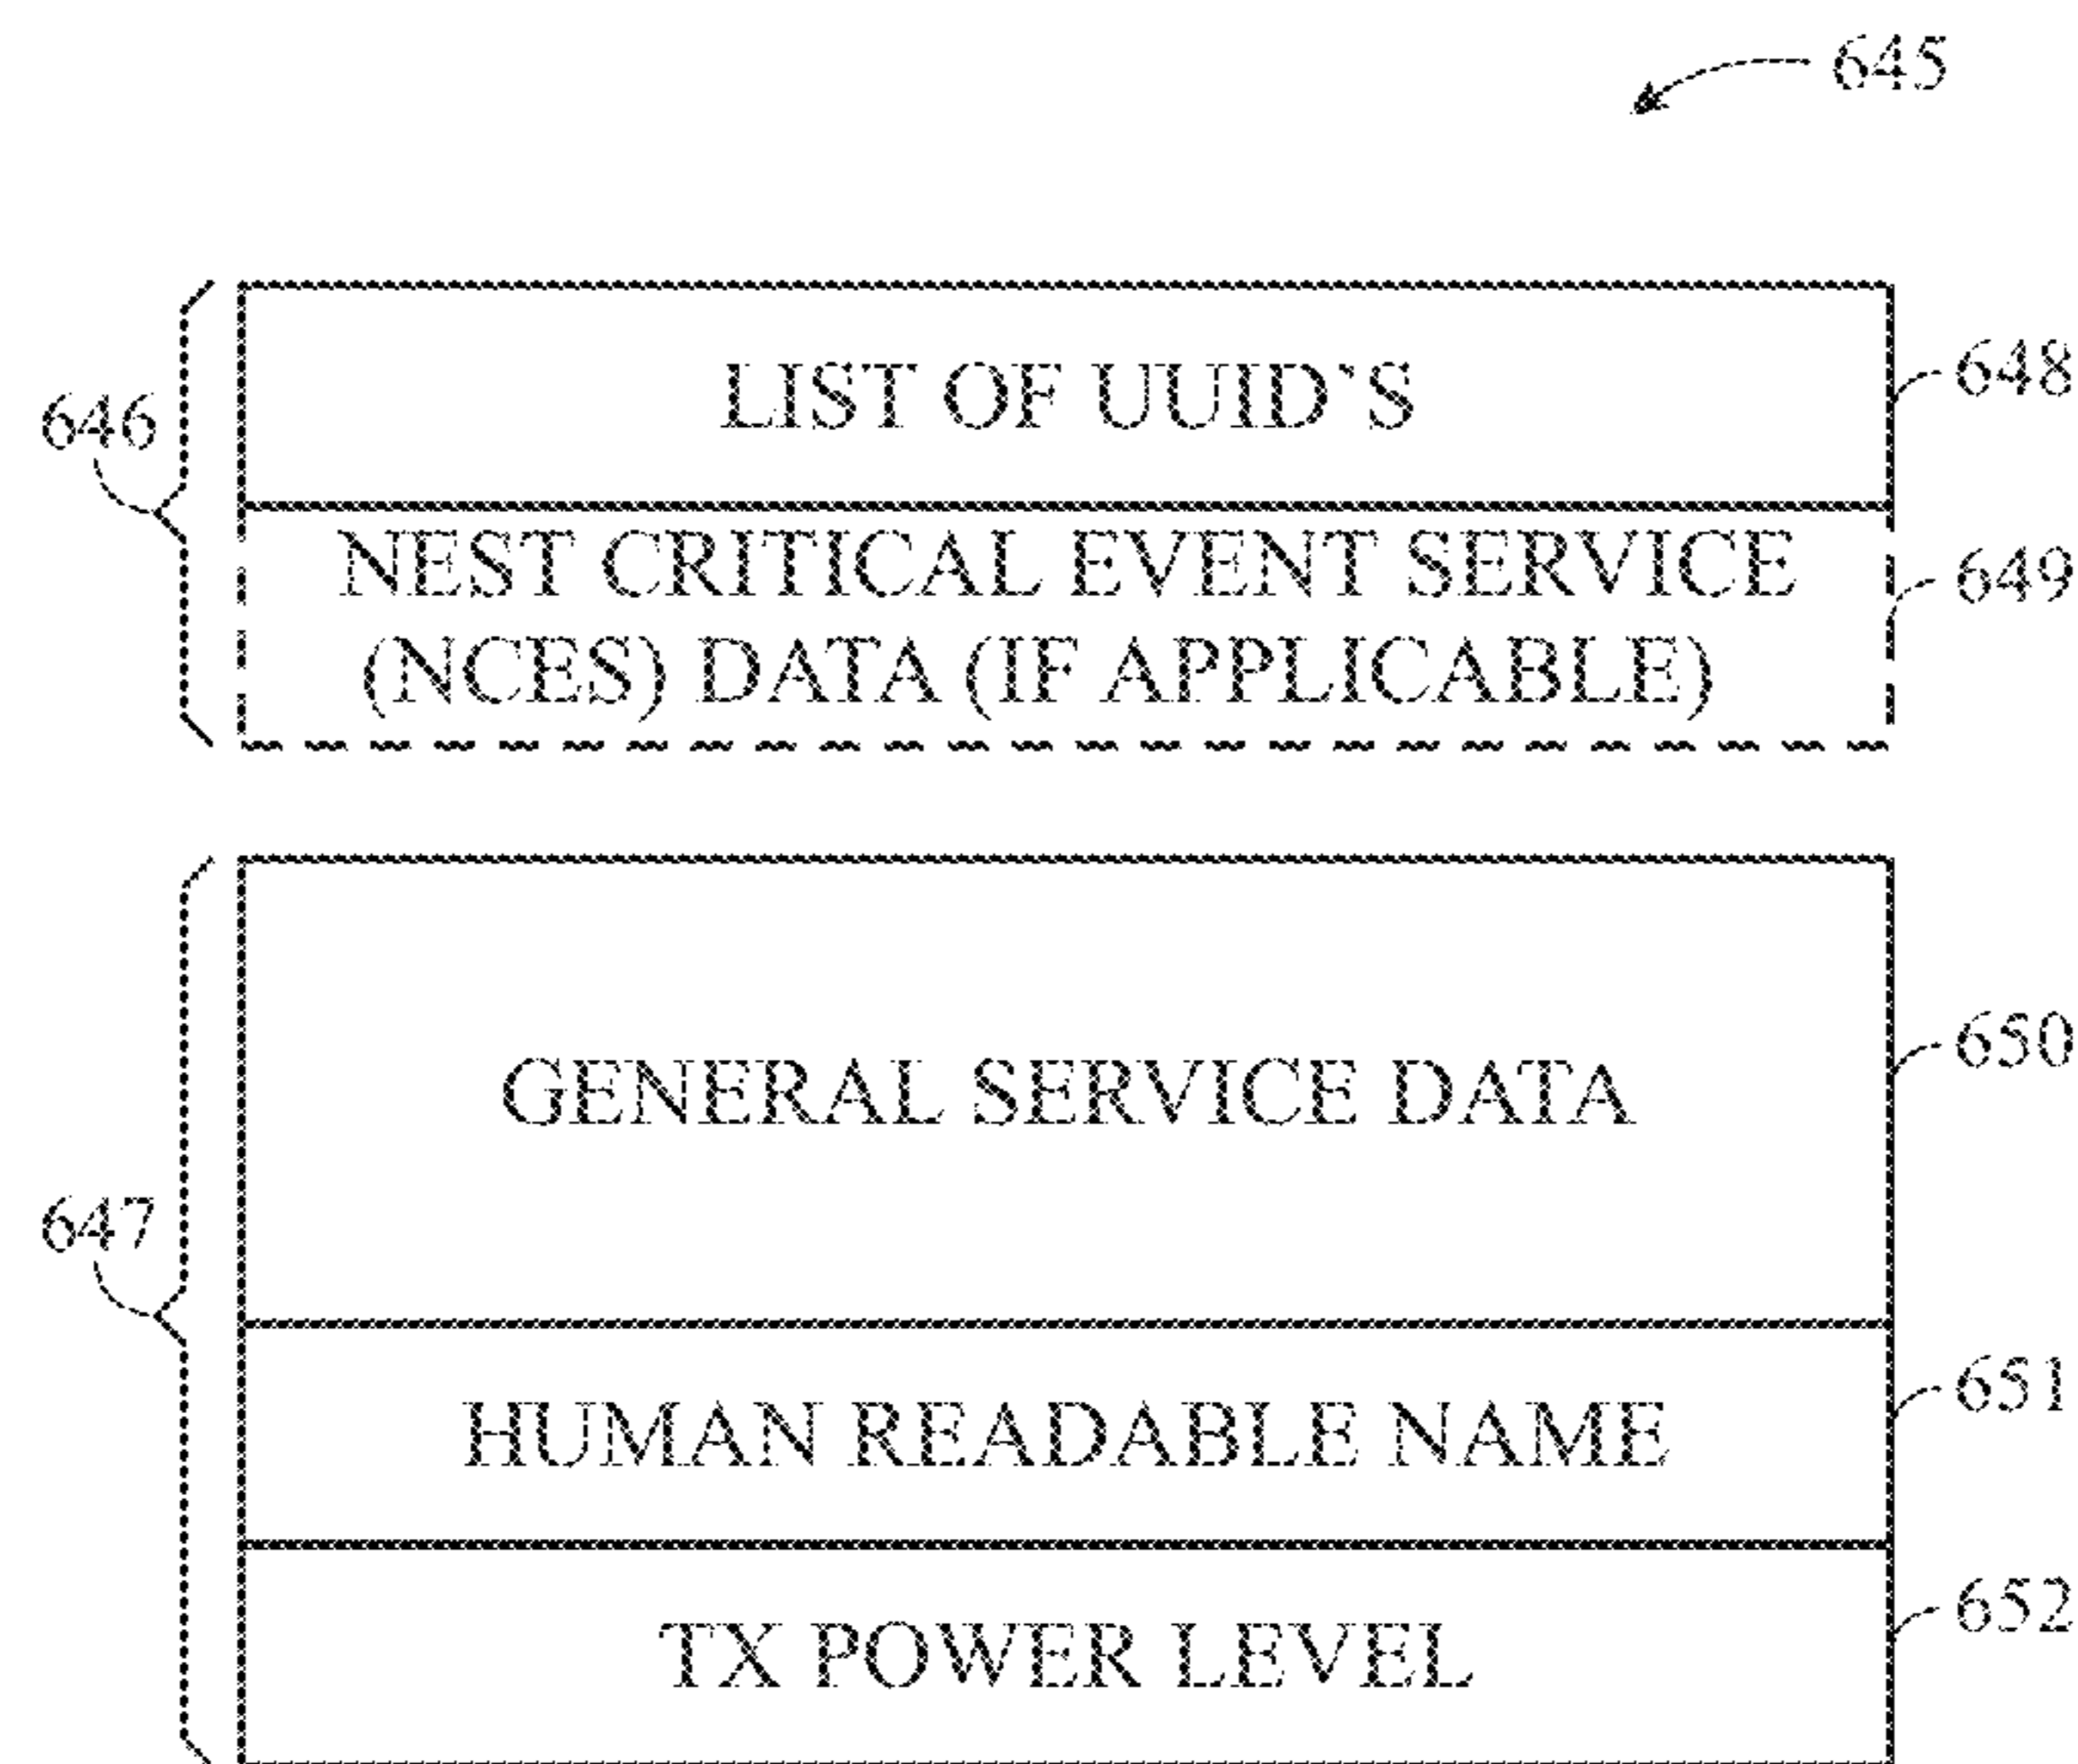 645
646
LIST OF UUID`S
648
NEST CRITICAL EVENT SERVICE
(NCES) DATA (IF APPLICABLE)
649
647
GENERAL SERVICE DATA
650
HUMAN READABLE NAME
651
TX POWER LEVEL
652